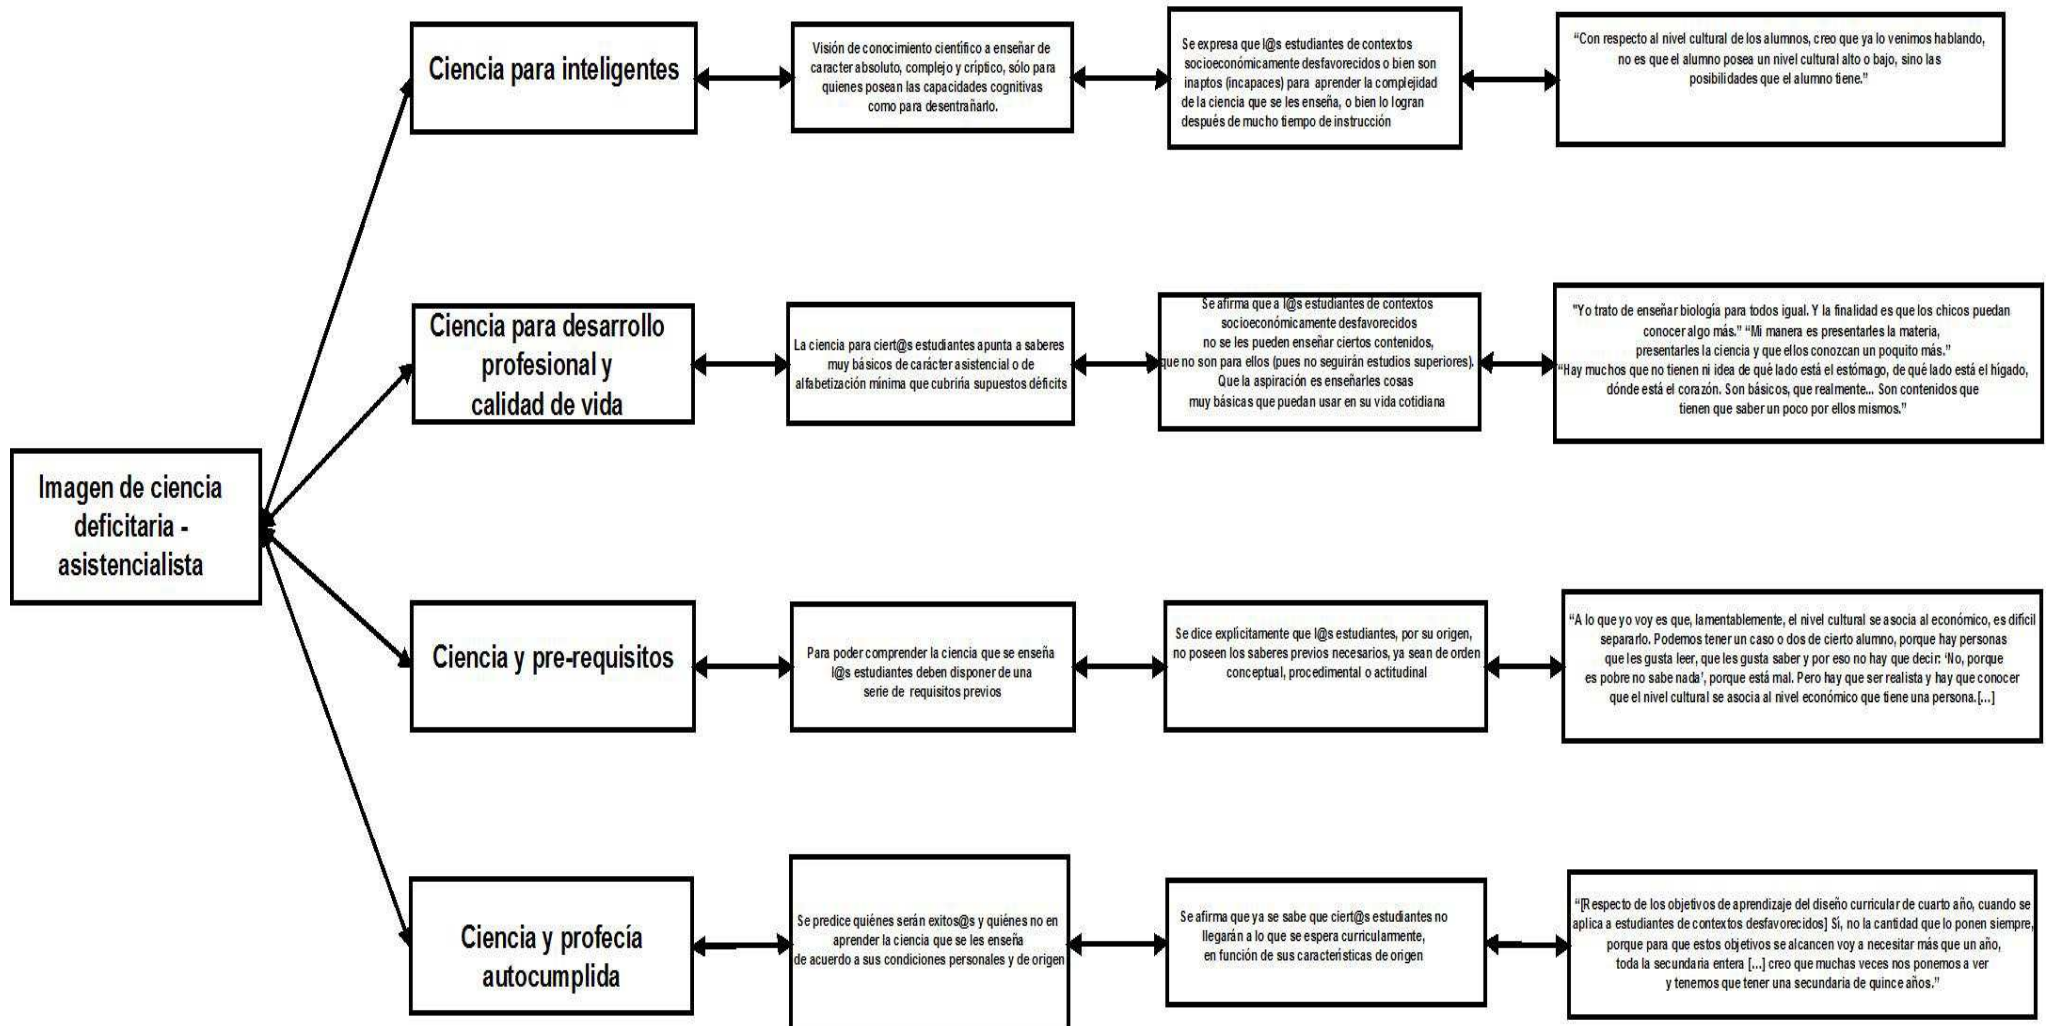 Ciencia para inteligentes
Visión de conocimiento científico a enseñar de
caracter absoluto, complejo y críptico, sólo para
quienes posean las capacidades cognitivas
como para desentrañarlo.
Se expresa que l@s estudiantes de contextos
socioeconómicamente desfavorecidos o bien son
inaptos (incapaces) para aprender la complejidad
de la ciencia que se les enseña, o bien lo logran
después de mucho tiempo de instrucción
“Con respecto al nivel cultural de los alumnos, creo que ya lo venimos hablando,
no es que el alumno posea un nivel cultural alto o bajo, sino las
posibilidades que el alumno tiene.”
Ciencia para desarrollo
profesional y
calidad de vida
La ciencia para ciert@s estudiantes apunta a saberes
muy básicos de carácter asistencial o de
alfabetización mínima que cubriría supuestos déficits
Se afirma que a l@s estudiantes de contextos
socioeconómicamente desfavorecidos
no se les pueden enseñar ciertos contenidos,
que no son para ellos (pues no seguirán estudios superiores).
Que la aspiración es enseñarles cosas
muy básicas que puedan usar en su vida cotidiana
"Yo trato de enseñar biología para todos igual. Y la finalidad es que los chicos puedan
conocer algo más.” “Mi manera es presentarles la materia,
presentarles la ciencia y que ellos conozcan un poquito más.”
“Hay muchos que no tienen ni idea de qué lado está el estómago, de qué lado está el hígado,
dónde está el corazón. Son básicos, que realmente... Son contenidos que
tienen que saber un poco por ellos mismos.”
Imagen de ciencia
deficitaria -
asistencialista
Ciencia y pre-requisitos
Para poder comprender la ciencia que se enseña
l@s estudiantes deben disponer de una
serie de requisitos previos
Se dice explícitamente que l@s estudiantes, por su origen,
no poseen los saberes previos necesarios, ya sean de orden
conceptual, procedimental o actitudinal
“A lo que yo voy es que, lamentablemente, el nivel cultural se asocia al económico, es difícil
separarlo. Podemos tener un caso o dos de cierto alumno, porque hay personas
que les gusta leer, que les gusta saber y por eso no hay que decir: ‘No, porque
es pobre no sabe nada’, porque está mal. Pero hay que ser realista y hay que conocer
que el nivel cultural se asocia al nivel económico que tiene una persona.[...]
Ciencia y profecía
autocumplida
Se predice quiénes serán exitos@s y quiénes no en
aprender la ciencia que se les enseña
de acuerdo a sus condiciones personales y de origen
Se afirma que ya se sabe que ciert@s estudiantes no
llegarán a lo que se espera curricularmente,
en función de sus características de origen
“[Respecto de los objetivos de aprendizaje del diseño curricular de cuarto año, cuando se
aplica a estudiantes de contextos desfavorecidos] Sí, no la cantidad que lo ponen siempre,
porque para que estos objetivos se alcancen voy a necesitar más que un año,
toda la secundaria entera [...] creo que muchas veces nos ponemos a ver
y tenemos que tener una secundaria de quince años.”